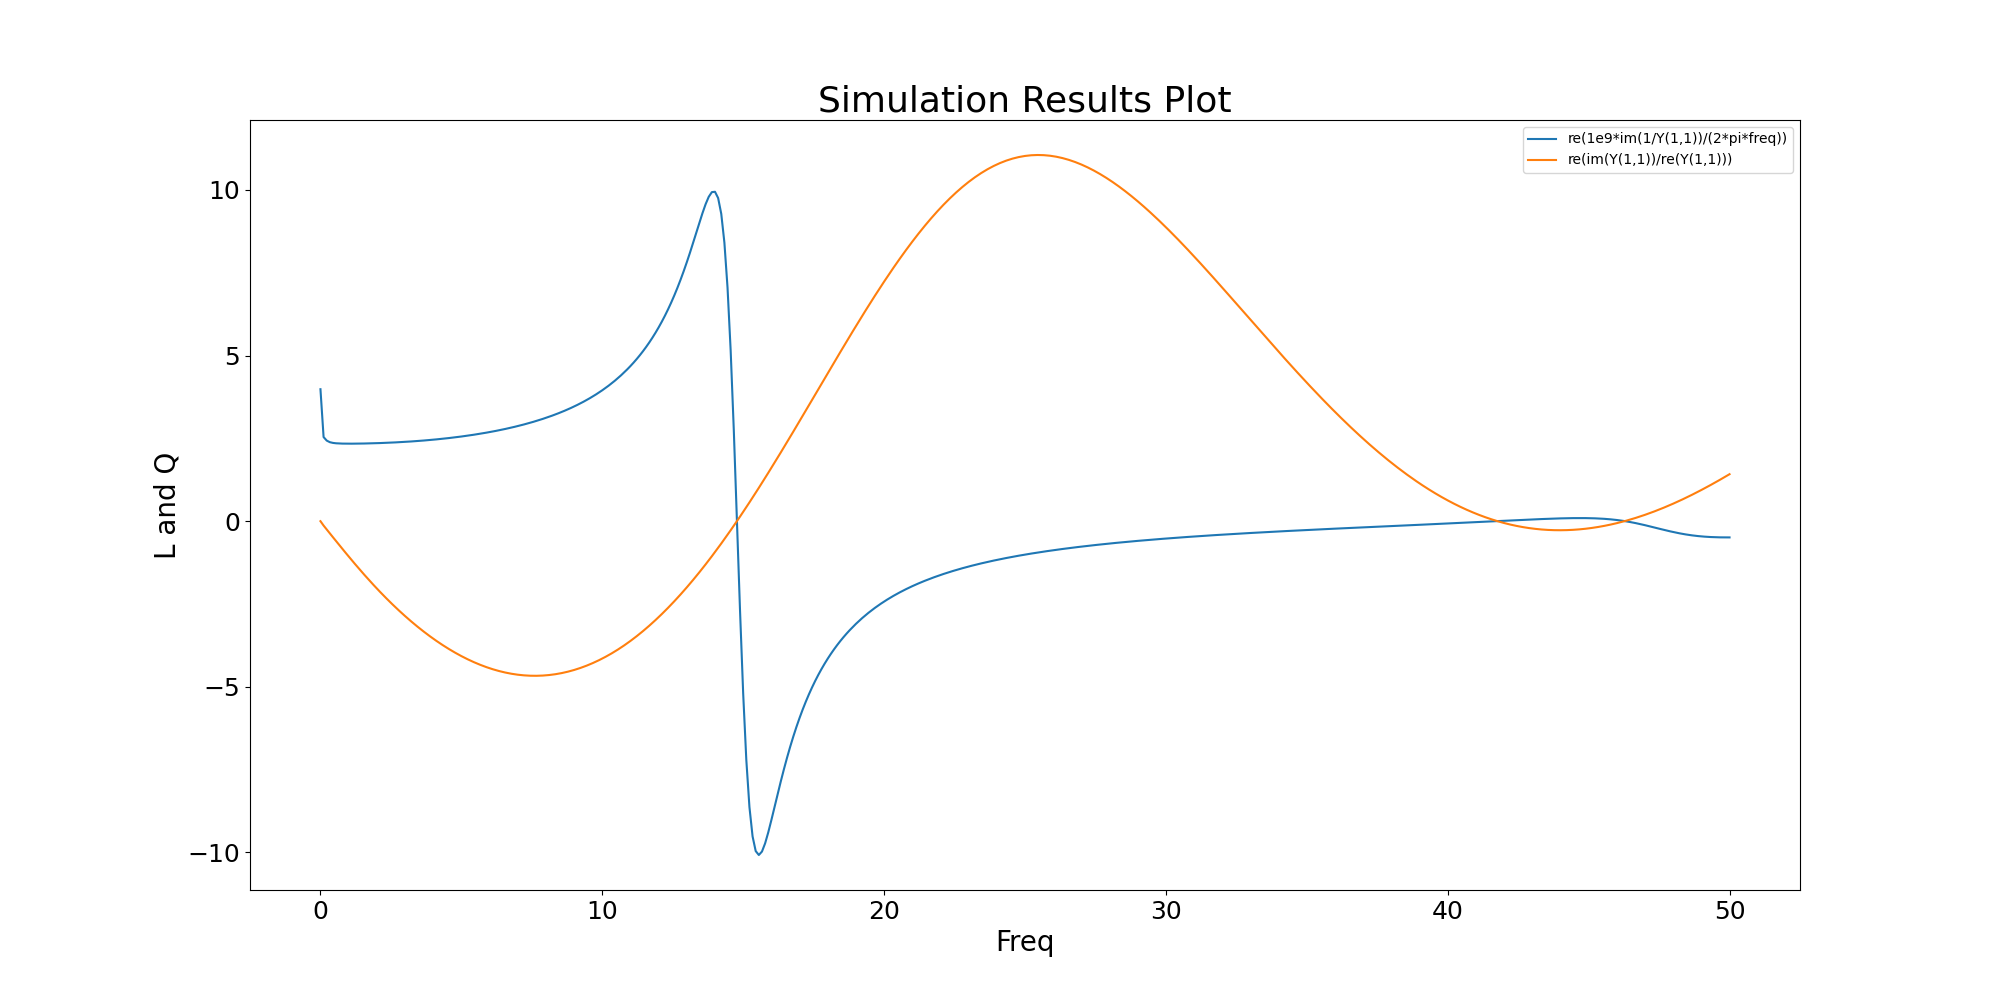 Simulation Results Plot
re(1e9*im(1/Y(1,1))/(2*pi*freq))
re(im(Y(1,1))/re(Y(1,1)))
10
5
0
−5
−10
L and Q
0 10 20 30 40 50
Freq